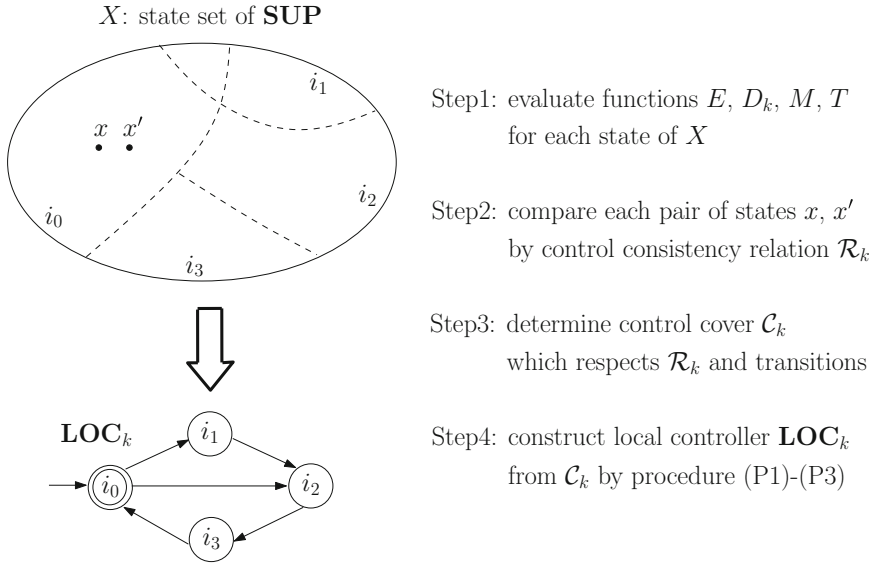 X: state set of SUP
i₁
x x′
i₂
i₀
i₃
Step1: evaluate functions E, Dₖ, M, T
for each state of X
Step2: compare each pair of states x, x′
by control consistency relation ℛₖ
Step3: determine control cover 𝒞ₖ
which respects ℛₖ and transitions
Step4: construct local controller LOCₖ
from 𝒞ₖ by procedure (P1)-(P3)
LOCₖ
i₁
i₀
i₂
i₃